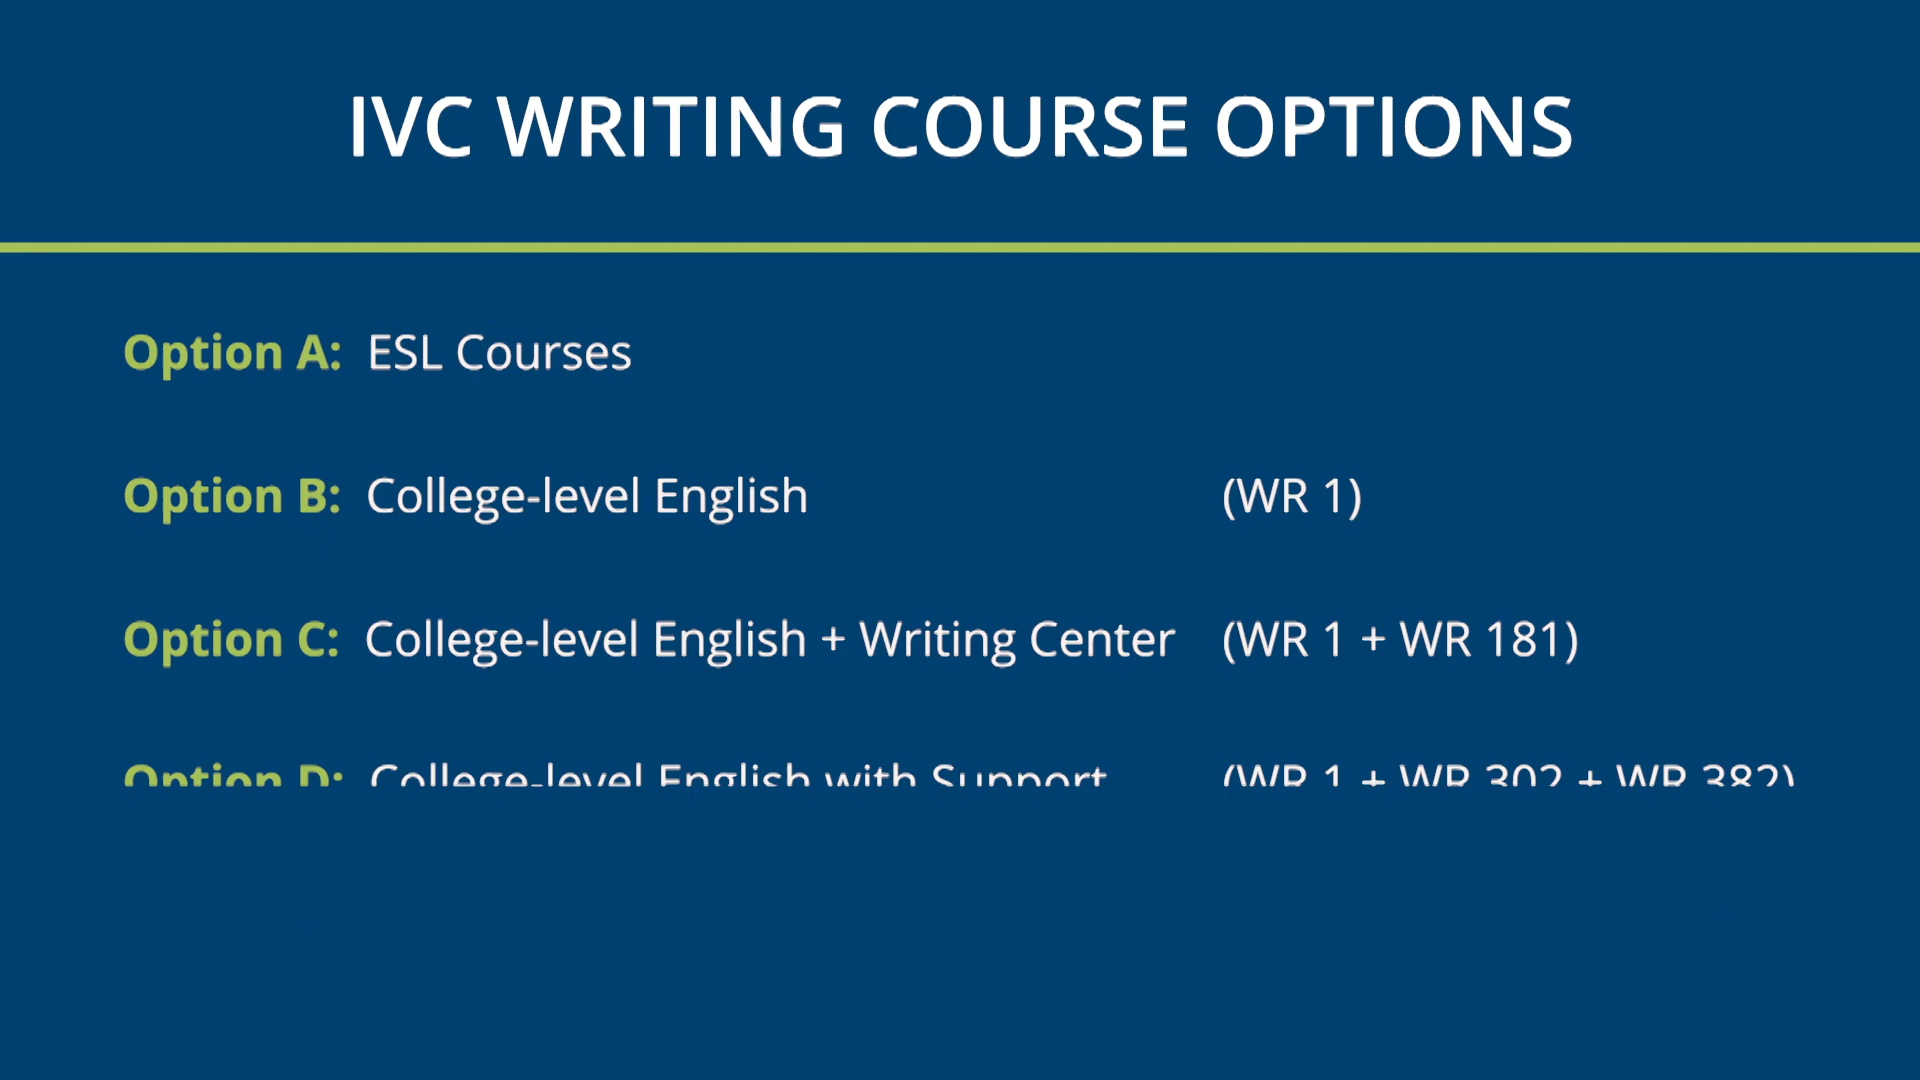 IVC WRITING COURSE OPTIONS
Option A: ESL Courses
Option B: College-level English (WR 1)
Option C: College-level English + Writing Center (WR 1 + WR 181)
Option D: College-level English with Support (WR 1 + WR 302 + WR 382)